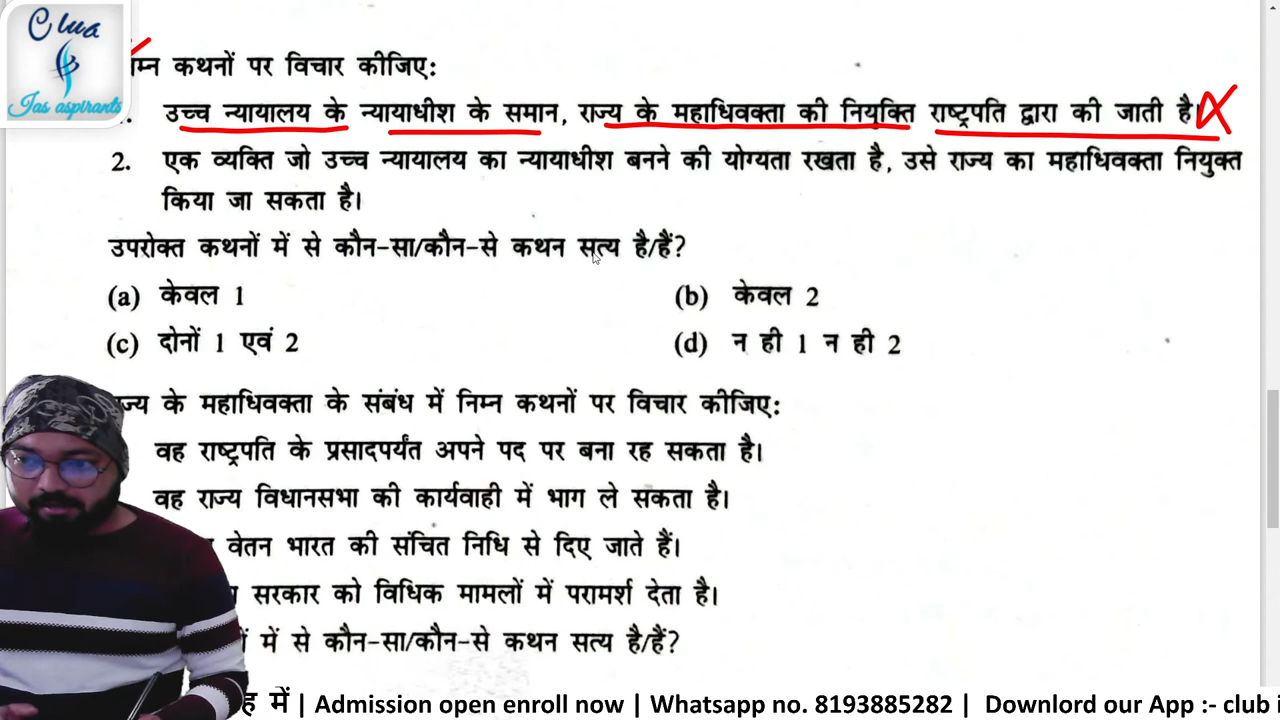 Clua
Ias aspirants
निम्न कथनों पर विचार कीजिए:
उच्च न्यायालय के न्यायाधीश के समान, राज्य के महाधिवक्ता की नियुक्ति राष्ट्रपति द्वारा की जाती है।
2. एक व्यक्ति जो उच्च न्यायालय का न्यायाधीश बनने की योग्यता रखता है, उसे राज्य का महाधिवक्ता नियुक्त
किया जा सकता है।
उपरोक्त कथनों में से कौन-सा/कौन-से कथन सत्य है/हैं?
(a) केवल 1 (b) केवल 2
(c) दोनों 1 एवं 2 (d) न ही 1 न ही 2
के महाधिवक्ता के संबंध में निम्न कथनों पर विचार कीजिए:
वह राष्ट्रपति के प्रसादपर्यंत अपने पद पर बना रह सकता है।
वह राज्य विधानसभा की कार्यवाही में भाग ले सकता है।
वेतन भारत की संचित निधि से दिए जाते हैं।
सरकार को विधिक मामलों में परामर्श देता है।
में से कौन-सा/कौन-से कथन सत्य है/हैं?
में | Admission open enroll now | Whatsapp no. 8193885282 | Downlord our App :- club